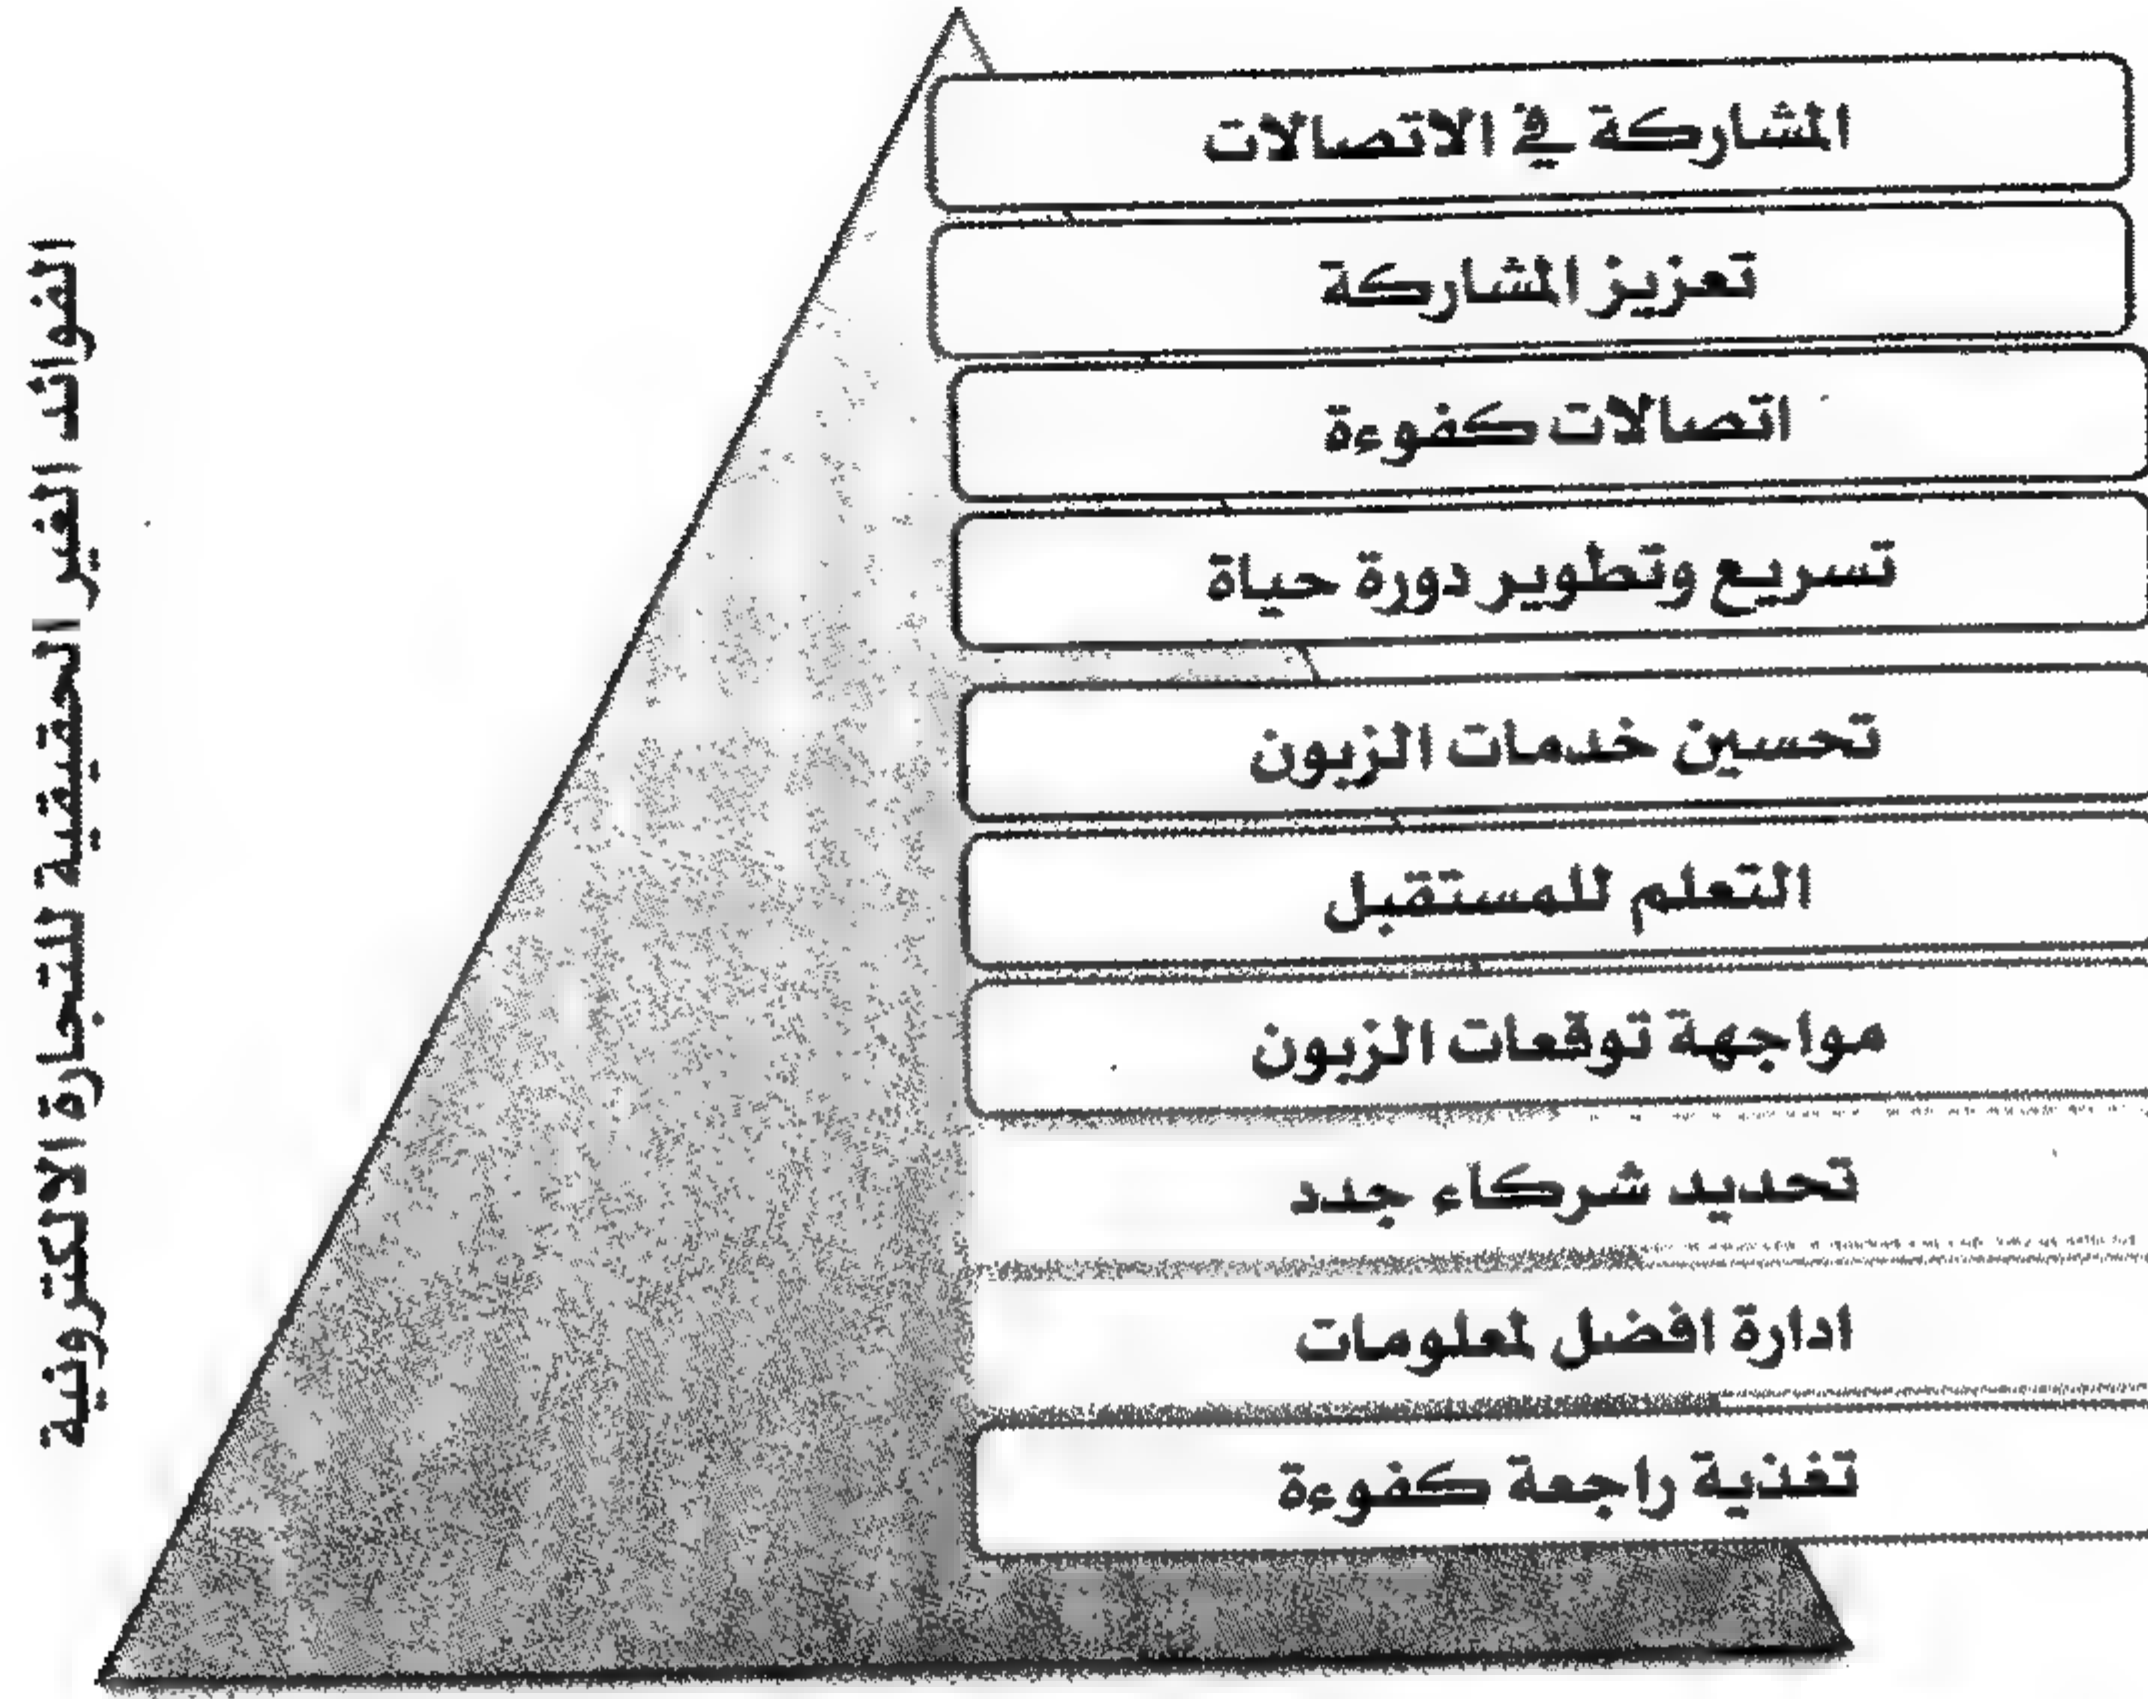 الفوائد الغير الحقيقية للتجارة الالكترونية
المشاركة في الاتصالات
تعزيز المشاركة
اتصالات كفوءة
تسريع وتطوير دورة حياة
تحسين خدمات الزبون
التعلم للمستقبل
مواجهة توقعات الزبون
تحديد شركاء جدد
ادارة افضل لمعلومات
تغذية راجعة كفوءة